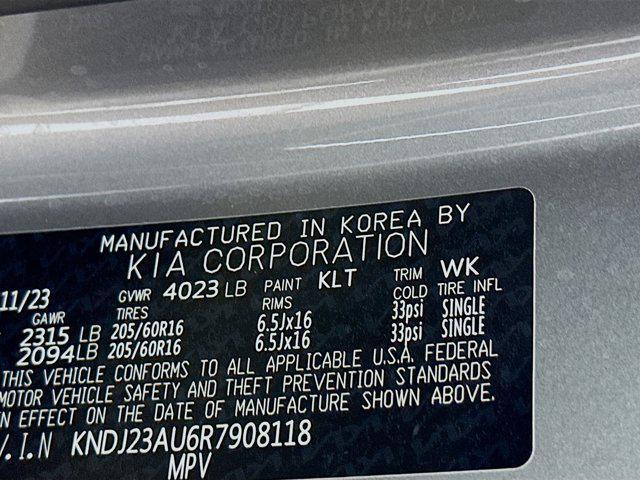 MANUFACTURED IN KOREA BY
KIA CORPORATION
11/23 GVWR 4023 LB PAINT KLT TRIM WK
GAWR TIRES RIMS COLD TIRE INFL
2315 LB 205/60R16 6.5Jx16 33psi SINGLE
2094 LB 205/60R16 6.5Jx16 33psi SINGLE
THIS VEHICLE CONFORMS TO ALL APPLICABLE U.S.A. FEDERAL
MOTOR VEHICLE SAFETY AND THEFT PREVENTION STANDARDS
IN EFFECT ON THE DATE OF MANUFACTURE SHOWN ABOVE.
V.I.N KNDJ23AU6R7908118
MPV